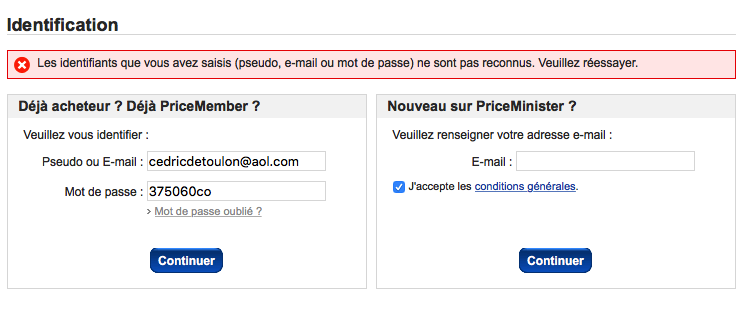 Identification
Les identifiants que vous avez saisis (pseudo, e-mail ou mot de passe) ne sont pas reconnus. Veuillez réessayer.
Déjà acheteur ? Déjà PriceMember ?
Veuillez vous identifier :
Pseudo ou E-mail : cedricdetoulon@aol.com
Mot de passe : 375060co
> Mot de passe oublié ?
Continuer
Nouveau sur PriceMinister ?
Veuillez renseigner votre adresse e-mail :
E-mail :
J'accepte les conditions générales.
Continuer